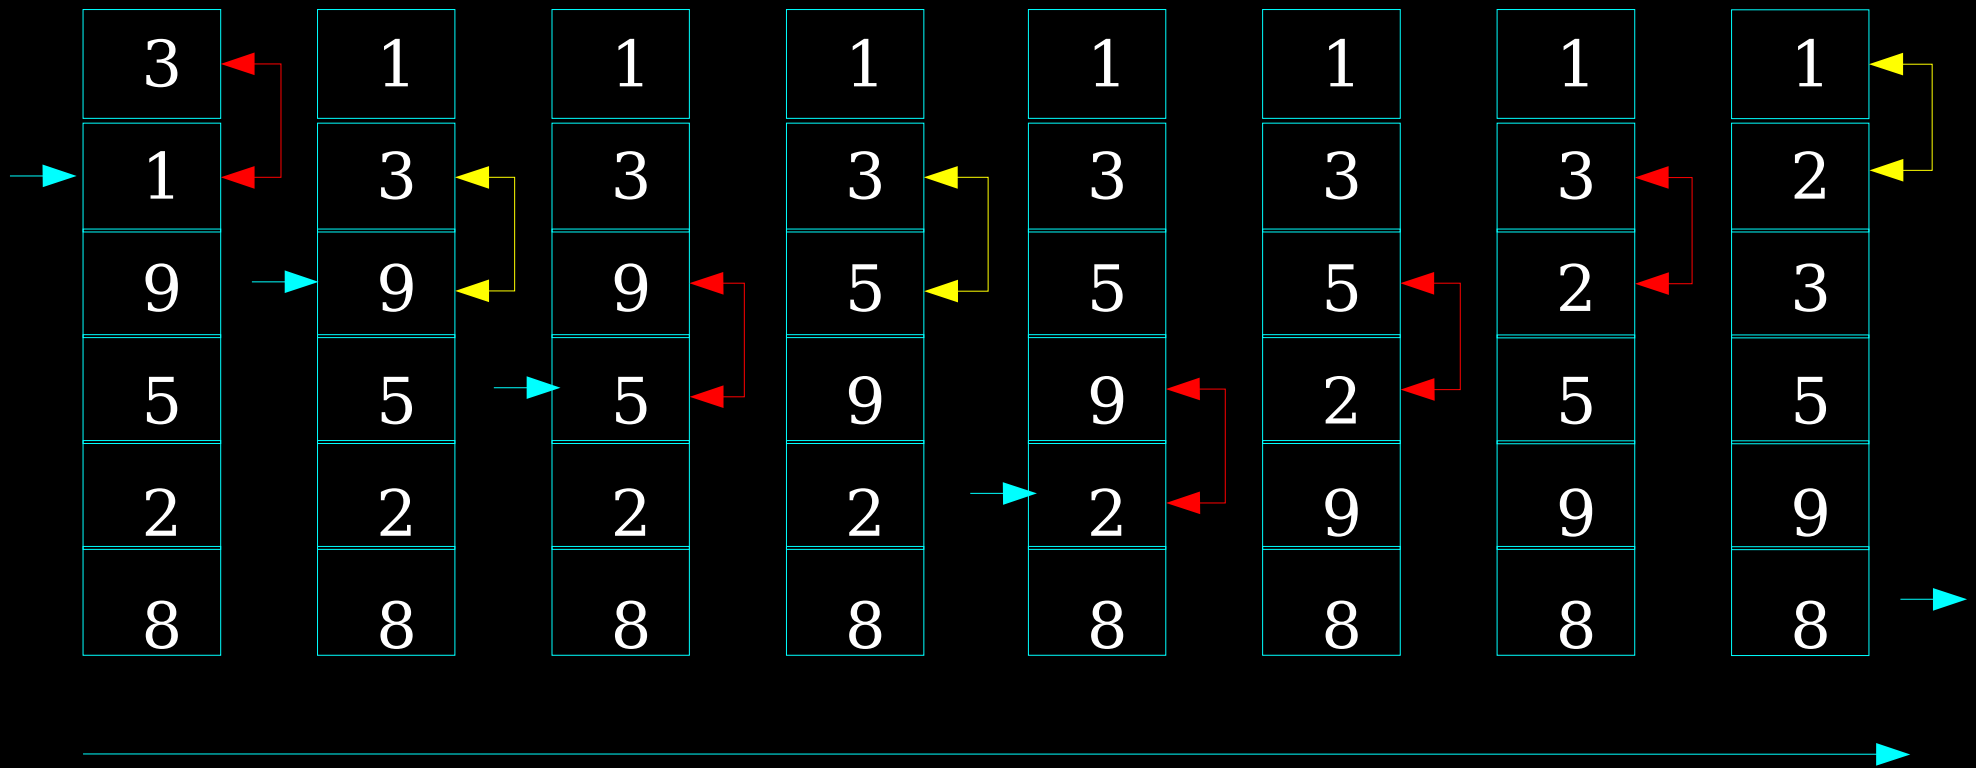 3 1 1 1 1 1 1 1
1 3 3 3 3 3 3 2
9 9 9 5 5 5 2 3
5 5 5 9 9 2 5 5
2 2 2 2 2 9 9 9
8 8 8 8 8 8 8 8